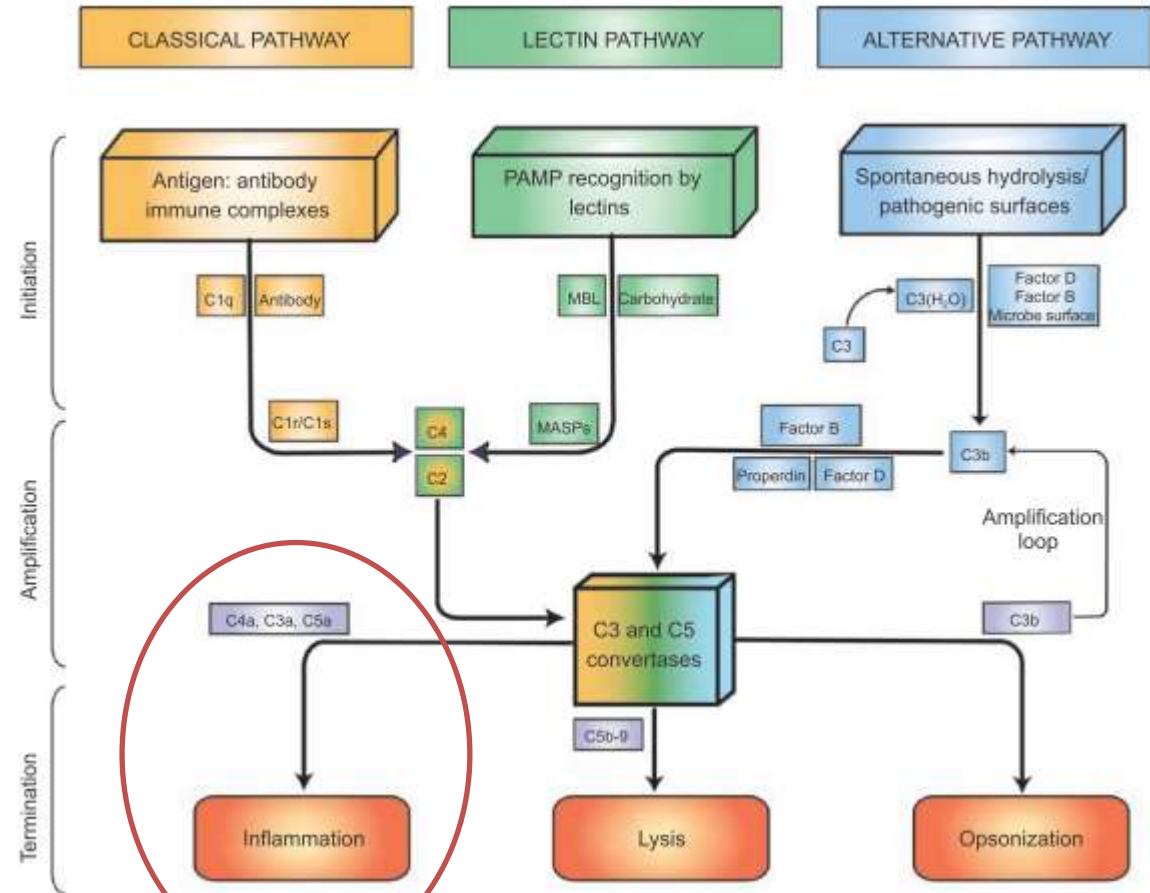 CLASSICAL PATHWAY
LECTIN PATHWAY
ALTERNATIVE PATHWAY
Initiation
Antigen: antibody
immune complexes
PAMP recognition by
lectins
Spontaneous hydrolysis/
pathogenic surfaces
C1q
Antibody
MBL
Carbohydrate
C3(H₂O)
Factor D
Factor B
Microbe surface
C3
Amplification
C1r/C1s
C4
C2
MASPs
Factor B
Properdin
Factor D
C3b
Amplification
loop
C4a, C3a, C5a
C3 and C5
convertases
C3b
Termination
C5b-9
Inflammation
Lysis
Opsonization